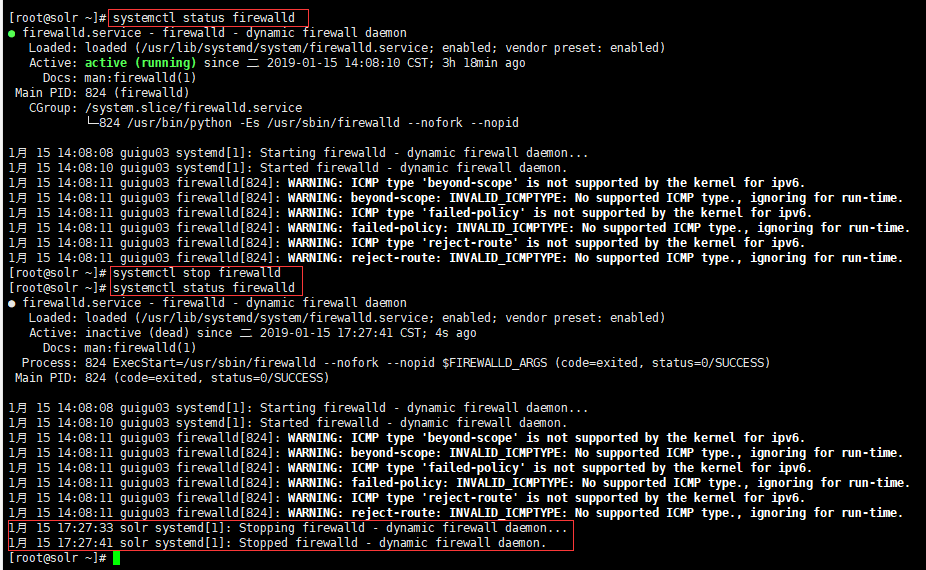 [root@solr ~]# systemctl status firewalld
● firewalld.service - firewalld - dynamic firewall daemon
   Loaded: loaded (/usr/lib/systemd/system/firewalld.service; enabled; vendor preset: enabled)
   Active: active (running) since 二 2019-01-15 14:08:10 CST; 3h 18min ago
     Docs: man:firewalld(1)
 Main PID: 824 (firewalld)
   CGroup: /system.slice/firewalld.service
           └─824 /usr/bin/python -Es /usr/sbin/firewalld --nofork --nopid
1月 15 14:08:08 guigu03 systemd[1]: Starting firewalld - dynamic firewall daemon...
1月 15 14:08:10 guigu03 systemd[1]: Started firewalld - dynamic firewall daemon.
1月 15 14:08:11 guigu03 firewalld[824]: WARNING: ICMP type 'beyond-scope' is not supported by the kernel for ipv6.
1月 15 14:08:11 guigu03 firewalld[824]: WARNING: beyond-scope: INVALID_ICMPTYPE: No supported ICMP type., ignoring for run-time.
1月 15 14:08:11 guigu03 firewalld[824]: WARNING: ICMP type 'failed-policy' is not supported by the kernel for ipv6.
1月 15 14:08:11 guigu03 firewalld[824]: WARNING: failed-policy: INVALID_ICMPTYPE: No supported ICMP type., ignoring for run-time.
1月 15 14:08:11 guigu03 firewalld[824]: WARNING: ICMP type 'reject-route' is not supported by the kernel for ipv6.
1月 15 14:08:11 guigu03 firewalld[824]: WARNING: reject-route: INVALID_ICMPTYPE: No supported ICMP type., ignoring for run-time.
[root@solr ~]# systemctl stop firewalld
[root@solr ~]# systemctl status firewalld
● firewalld.service - firewalld - dynamic firewall daemon
   Loaded: loaded (/usr/lib/systemd/system/firewalld.service; enabled; vendor preset: enabled)
   Active: inactive (dead) since 二 2019-01-15 17:27:41 CST; 4s ago
     Docs: man:firewalld(1)
  Process: 824 ExecStart=/usr/sbin/firewalld --nofork --nopid $FIREWALLD_ARGS (code=exited, status=0/SUCCESS)
 Main PID: 824 (code=exited, status=0/SUCCESS)
1月 15 14:08:08 guigu03 systemd[1]: Starting firewalld - dynamic firewall daemon...
1月 15 14:08:10 guigu03 systemd[1]: Started firewalld - dynamic firewall daemon.
1月 15 14:08:11 guigu03 firewalld[824]: WARNING: ICMP type 'beyond-scope' is not supported by the kernel for ipv6.
1月 15 14:08:11 guigu03 firewalld[824]: WARNING: beyond-scope: INVALID_ICMPTYPE: No supported ICMP type., ignoring for run-time.
1月 15 14:08:11 guigu03 firewalld[824]: WARNING: ICMP type 'failed-policy' is not supported by the kernel for ipv6.
1月 15 14:08:11 guigu03 firewalld[824]: WARNING: failed-policy: INVALID_ICMPTYPE: No supported ICMP type., ignoring for run-time.
1月 15 14:08:11 guigu03 firewalld[824]: WARNING: ICMP type 'reject-route' is not supported by the kernel for ipv6.
1月 15 14:08:11 guigu03 firewalld[824]: WARNING: reject-route: INVALID_ICMPTYPE: No supported ICMP type., ignoring for run-time.
1月 15 17:27:33 solr systemd[1]: Stopping firewalld - dynamic firewall daemon...
1月 15 17:27:41 solr systemd[1]: Stopped firewalld - dynamic firewall daemon.
[root@solr ~]#